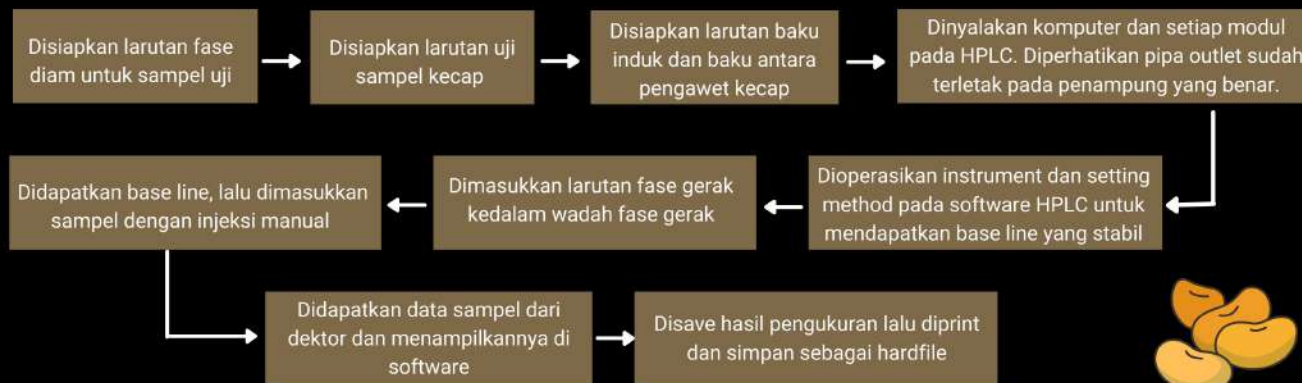 Disiapkan larutan fase
diam untuk sampel uji
Disiapkan larutan uji
sampel kecap
Disiapkan larutan baku
induk dan baku antara
pengawet kecap
Dinyalakan komputer dan setiap modul
pada HPLC. Diperhatikan pipa outlet sudah
terletak pada penampung yang benar.
Dioperasikan instrument dan setting
method pada software HPLC untuk
mendapatkan base line yang stabil
Dimasukkan larutan fase gerak
kedalam wadah fase gerak
Didapatkan base line, lalu dimasukkan
sampel dengan injeksi manual
Didapatkan data sampel dari
dektor dan menampilkannya di
software
Disave hasil pengukuran lalu diprint
dan simpan sebagai hardfile